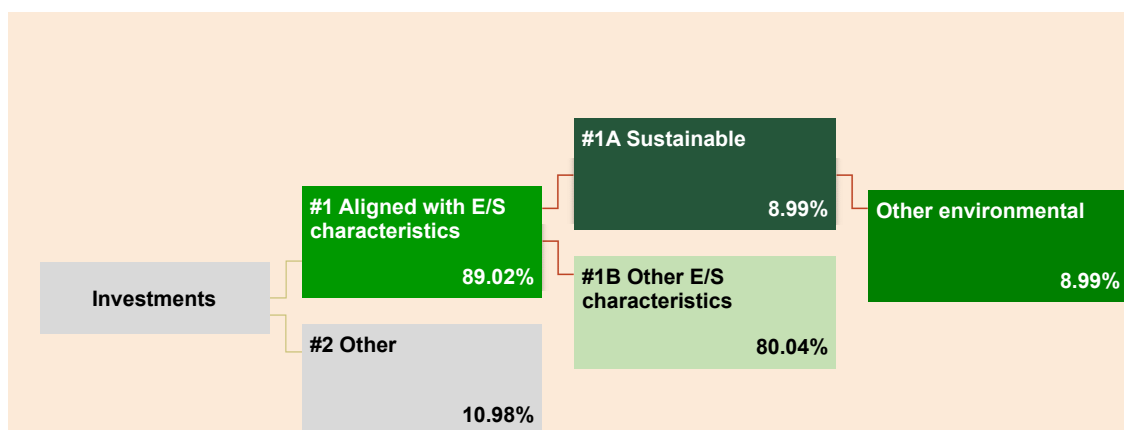 Investments
#1 Aligned with E/S
characteristics
89.02%
#2 Other
10.98%
#1A Sustainable
8.99%
#1B Other E/S
characteristics
80.04%
Other environmental
8.99%